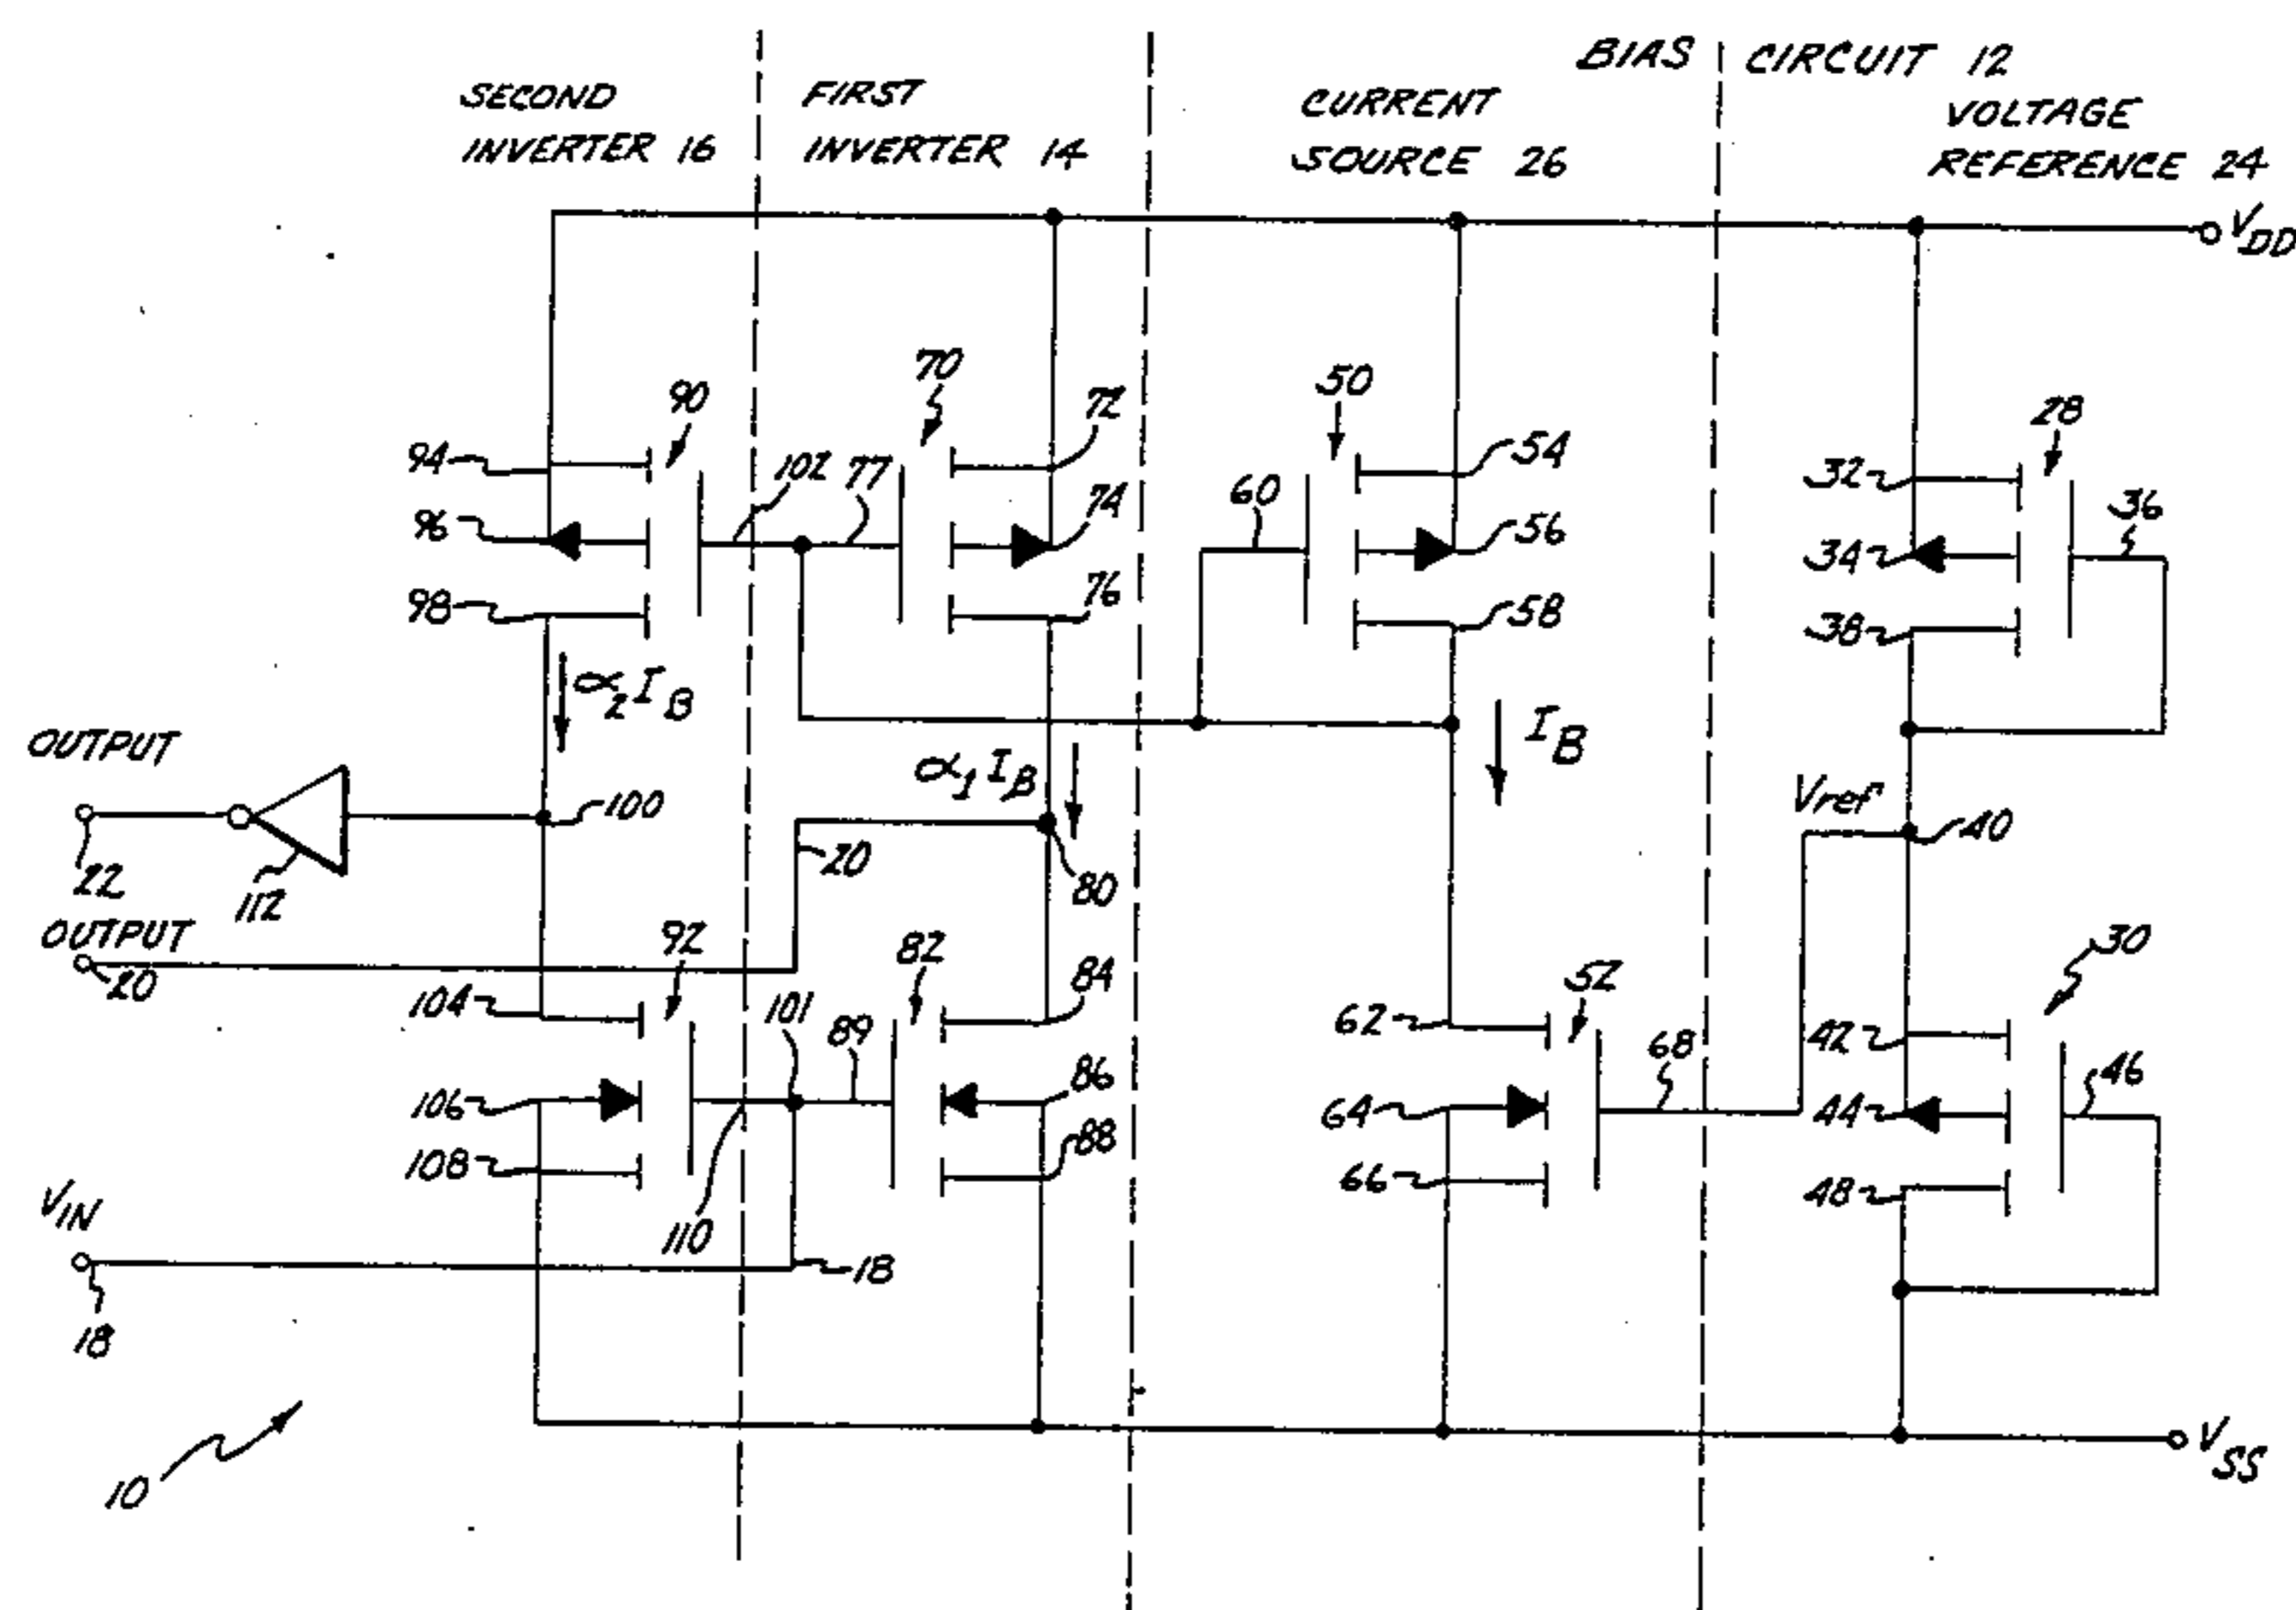 BIAS CIRCUIT 12
SECOND
INVERTER 16
FIRST
INVERTER 14
CURRENT
SOURCE 26
VOLTAGE
REFERENCE 24
VDD
70
50
90
72
28
94
102
77
54
32
36
74
60
96
56
34
76
98
58
38
α2IB
IB
OUTPUT
α1IB
Vref
100
40
20
80
22
112
OUTPUT
92
82
30
20
84
52
104
101
89
62
42
68
86
46
106
64
44
88
108
66
48
VIN
110
18
18
VSS
10